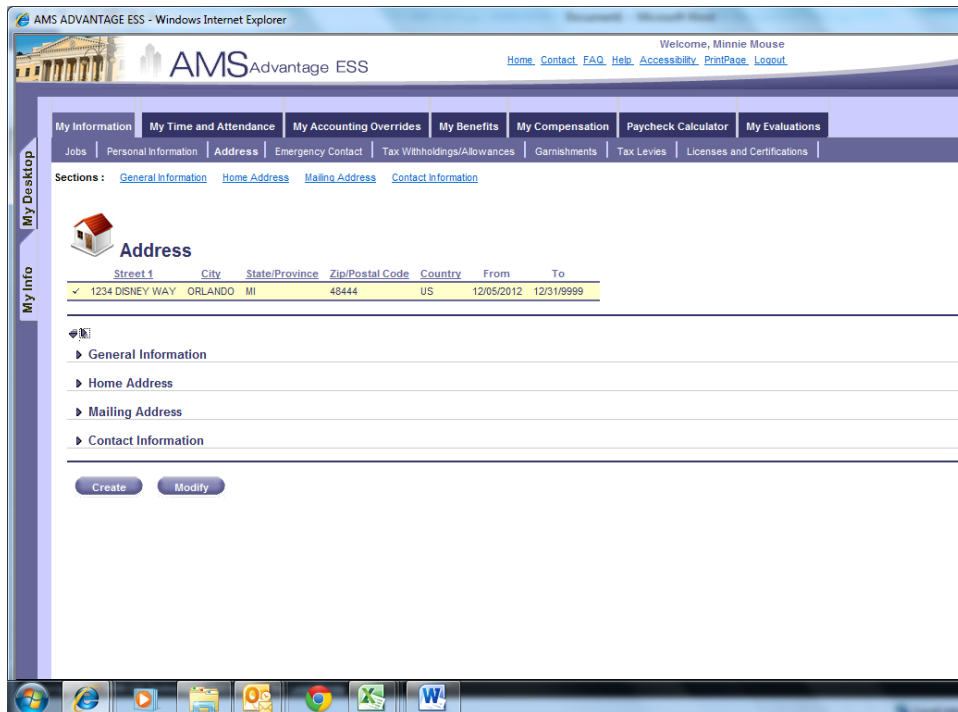 AMS ADVANTAGE ESS - Windows Internet Explorer
AMS Advantage ESS
Welcome, Minnie Mouse
Home Contact FAQ Help Accessibility PrintPage Logout
My Information My Time and Attendance My Accounting Overrides My Benefits My Compensation Paycheck Calculator My Evaluations
Jobs Personal Information Address Emergency Contact Tax Withholdings/Allowances Garnishments Tax Levies Licenses and Certifications
My Desktop
My Info
Sections : General Information Home Address Mailing Address Contact Information
Address
Street 1 City State/Province Zip/Postal Code Country From To
1234 DISNEY WAY ORLANDO MI 48444 US 12/05/2012 12/31/9999
General Information
Home Address
Mailing Address
Contact Information
Create Modify